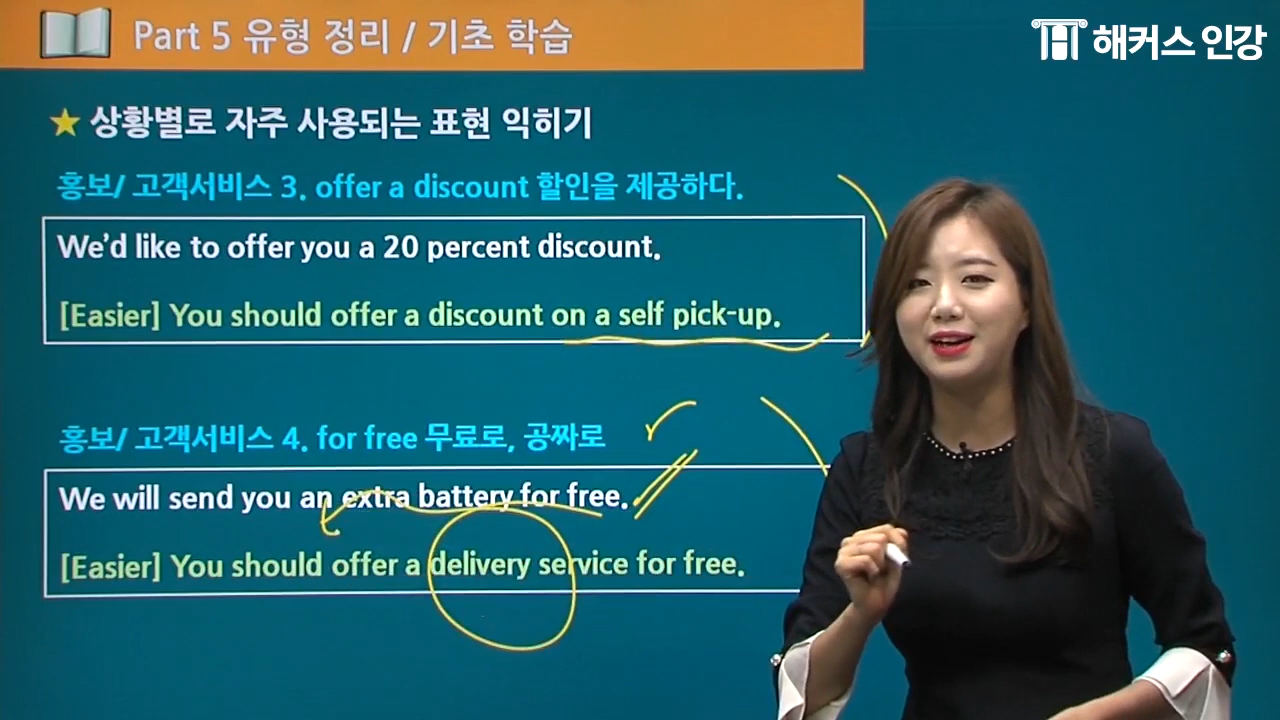 Part 5 유형 정리 / 기초 학습
해커스 인강
★ 상황별로 자주 사용되는 표현 익히기
홍보/ 고객서비스 3. offer a discount 할인을 제공하다.
We'd like to offer you a 20 percent discount.
[Easier] You should offer a discount on a self pick-up.
홍보/ 고객서비스 4. for free 무료로, 공짜로
We will send you an extra battery for free.
[Easier] You should offer a delivery service for free.